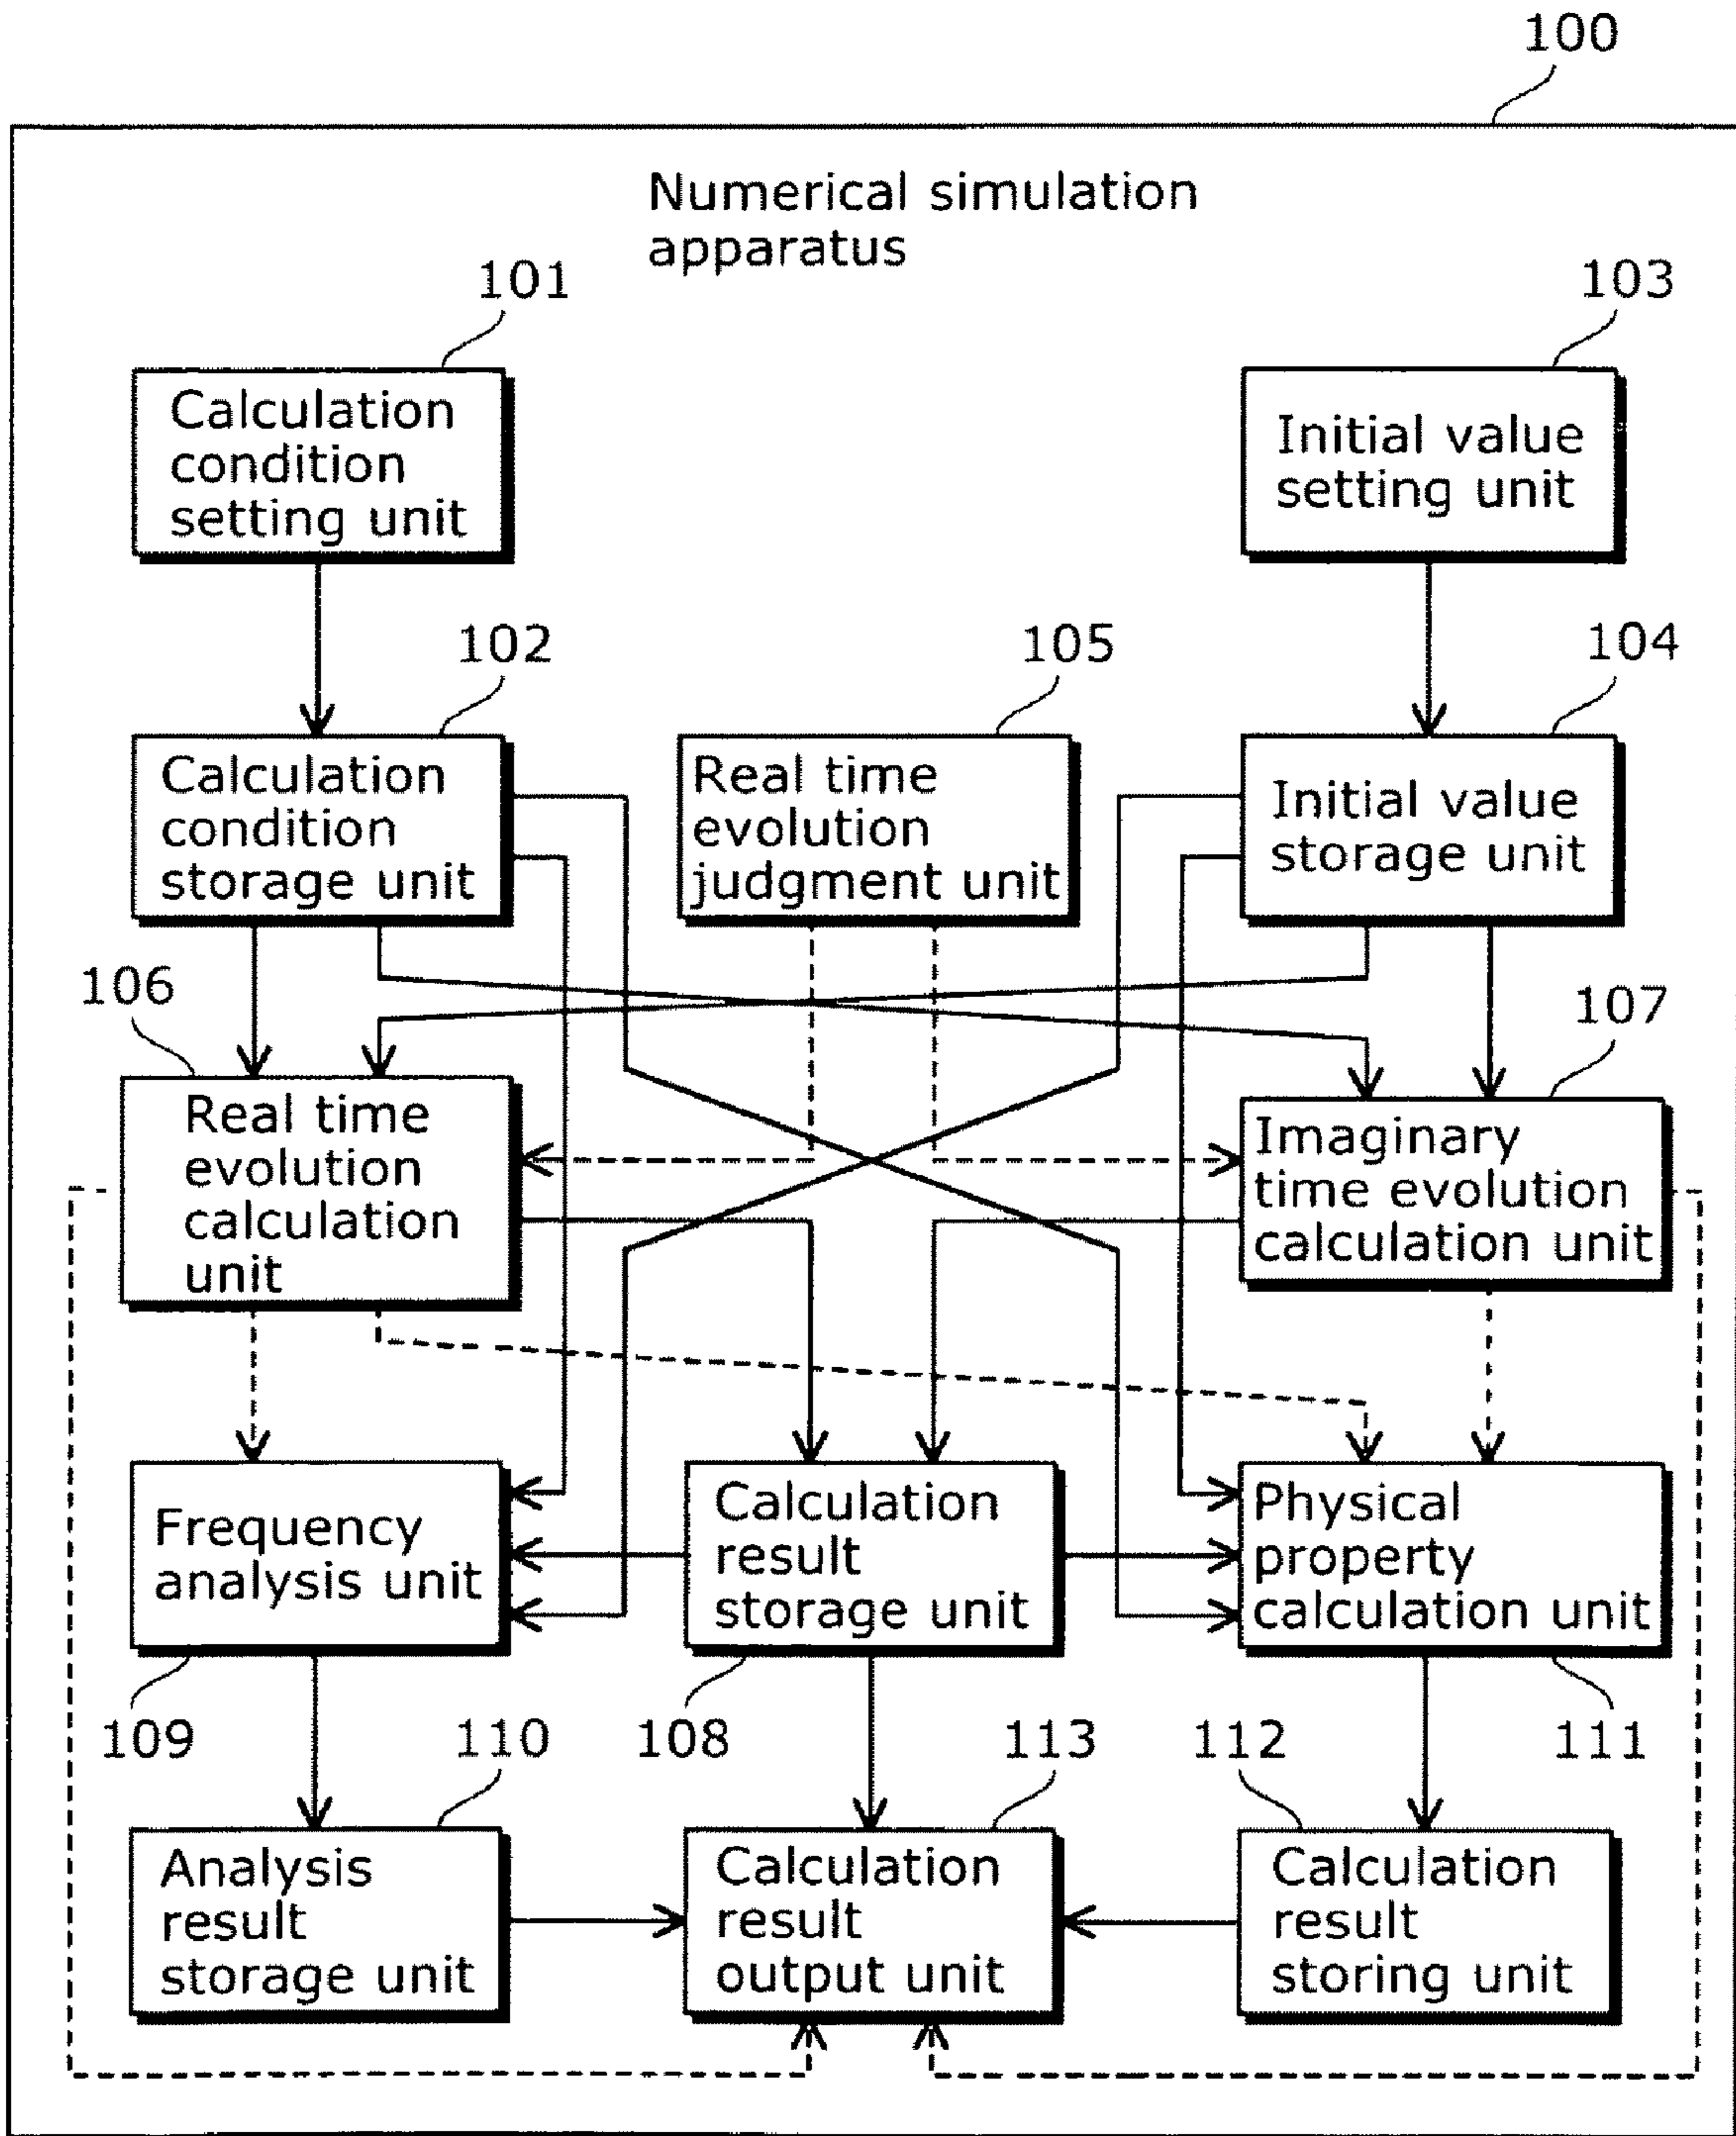 100
Numerical simulation
apparatus
101
103
Calculation
condition
setting unit
Initial value
setting unit
102
105
104
Calculation
condition
storage unit
Real time
evolution
judgment unit
Initial value
storage unit
106
107
Real time
evolution
calculation
unit
Imaginary
time evolution
calculation unit
Frequency
analysis unit
Calculation
result
storage unit
Physical
property
calculation unit
109
110
108
113
112
111
Analysis
result
storage unit
Calculation
result
output unit
Calculation
result
storing unit